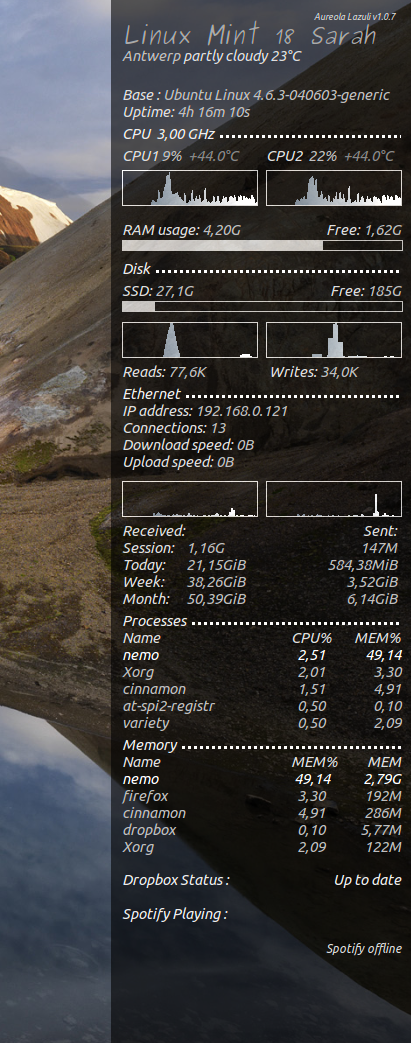 Aureola Lazuli v1.0.7
Linux Mint 18 Sarah
Antwerp partly cloudy 23°C
Base : Ubuntu Linux 4.6.3-040603-generic
Uptime: 4h 16m 10s
CPU 3,00 GHz
CPU1 9% +44.0°C CPU2 22% +44.0°C
RAM usage: 4,20G Free: 1,62G
Disk
SSD: 27,1G Free: 185G
Reads: 77,6K Writes: 34,0K
Ethernet
IP address: 192.168.0.121
Connections: 13
Download speed: 0B
Upload speed: 0B
Received: Sent:
Session: 1,16G 147M
Today: 21,15GiB 584,38MiB
Week: 38,26GiB 3,52GiB
Month: 50,39GiB 6,14GiB
Processes
Name CPU% MEM%
nemo 2,51 49,14
Xorg 2,01 3,30
cinnamon 1,51 4,91
at-spi2-registr 0,50 0,10
variety 0,50 2,09
Memory
Name MEM% MEM
nemo 49,14 2,79G
firefox 3,30 192M
cinnamon 4,91 286M
dropbox 0,10 5,77M
Xorg 2,09 122M
Dropbox Status : Up to date
Spotify Playing :
Spotify offline